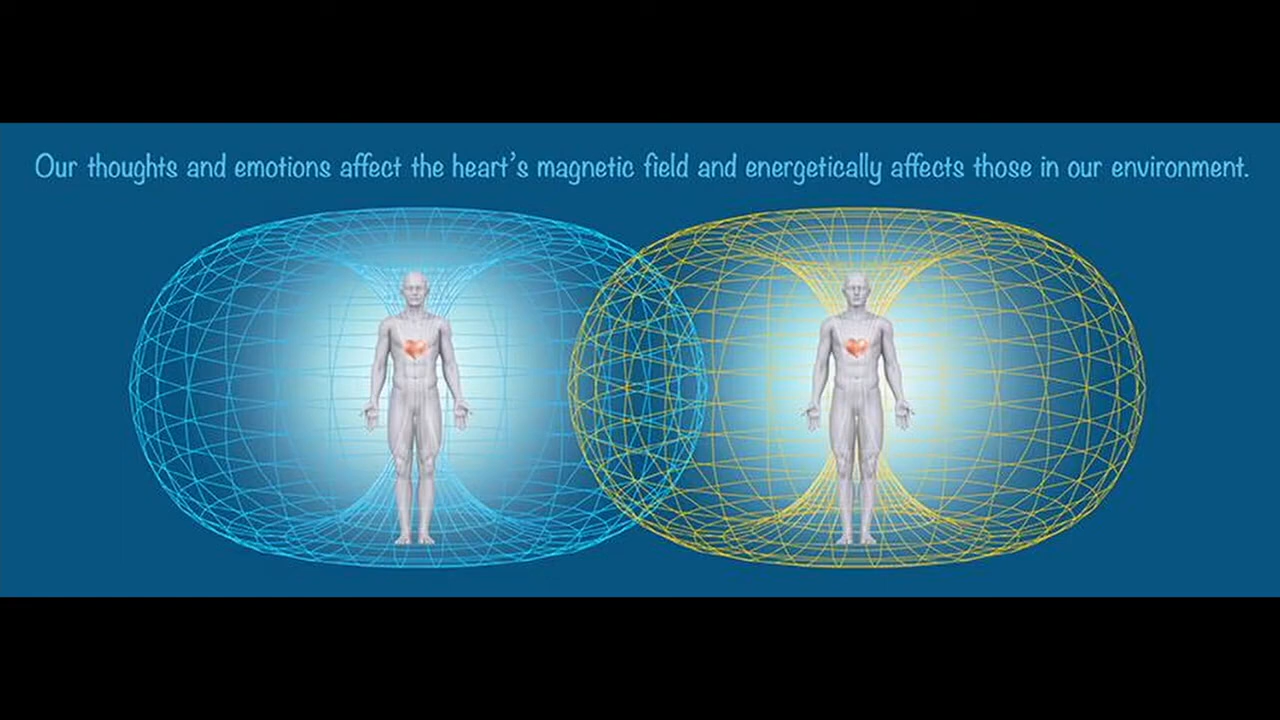 Our thoughts and emotions affect the heart's magnetic field and energetically affects those in our environment.